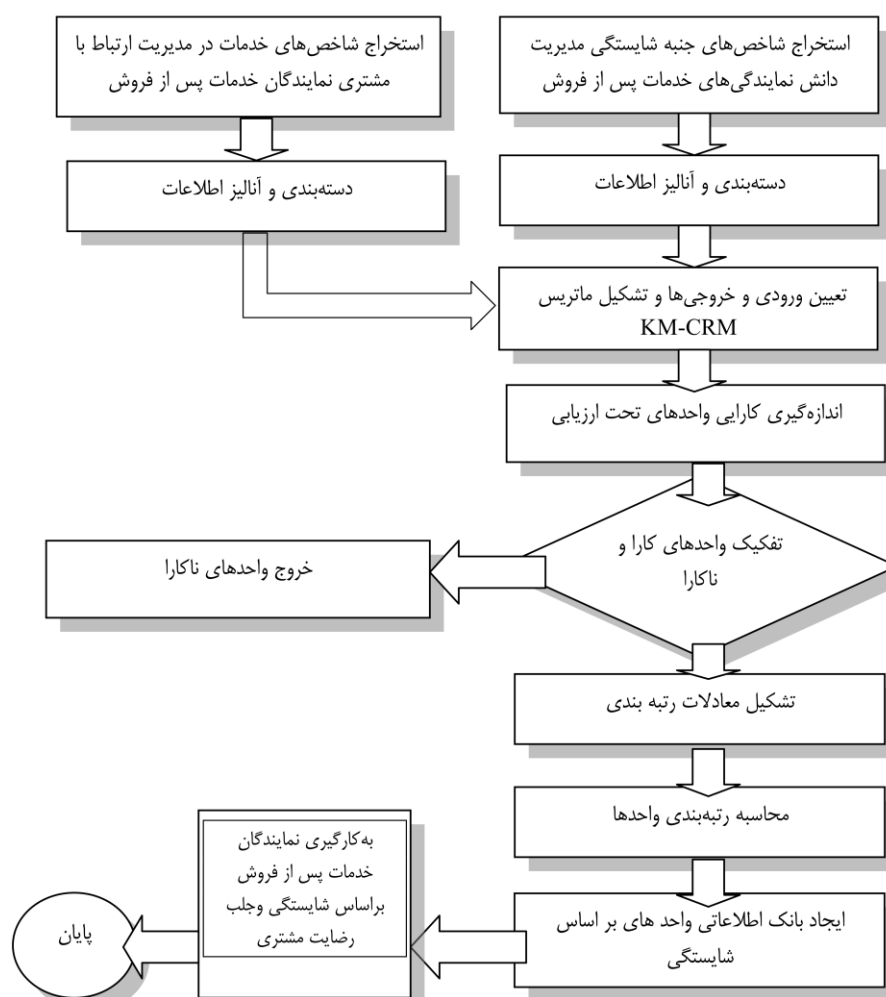 استخراج شاخص‌های جنبه شایستگی مدیریت
دانش نمایندگی‌های خدمات پس از فروش
استخراج شاخص‌های خدمات در مدیریت ارتباط با
مشتری نمایندگان خدمات پس از فروش
دسته‌بندی و آنالیز اطلاعات
دسته‌بندی و آنالیز اطلاعات
تعیین ورودی و خروجی‌ها و تشکیل ماتریس
KM-CRM
اندازه‌گیری کارایی واحدهای تحت ارزیابی
تفکیک واحدهای کارا و
ناکارا
خروج واحدهای ناکارا
تشکیل معادلات رتبه بندی
محاسبه رتبه‌بندی واحدها
ایجاد بانک اطلاعاتی واحد های بر اساس
شایستگی
به‌کارگیری نمایندگان
خدمات پس از فروش
براساس شایستگی وجلب
رضایت مشتری
پایان